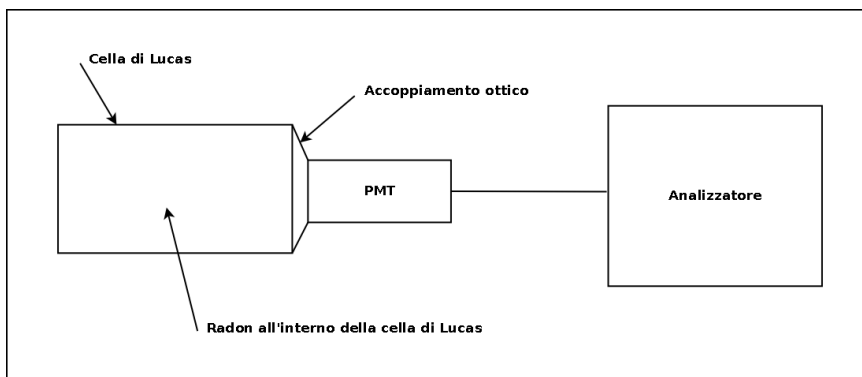 Cella di Lucas
Accoppiamento ottico
PMT
Analizzatore
Radon all'interno della cella di Lucas